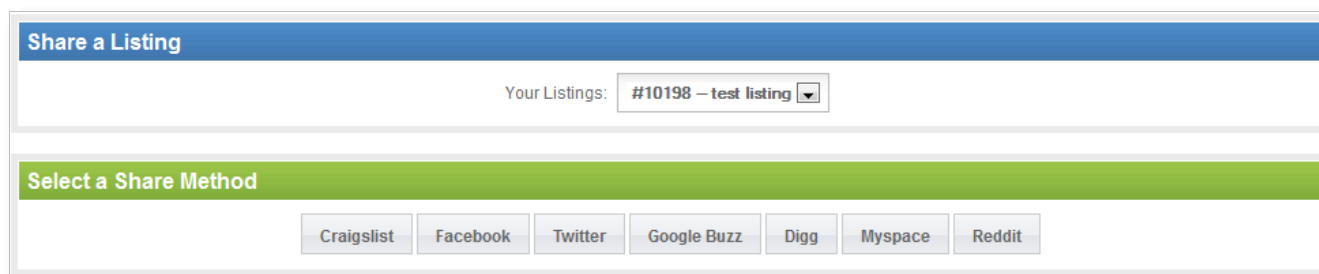 Share a Listing
Your Listings: #10198 – test listing
Select a Share Method
Craigslist Facebook Twitter Google Buzz Digg Myspace Reddit